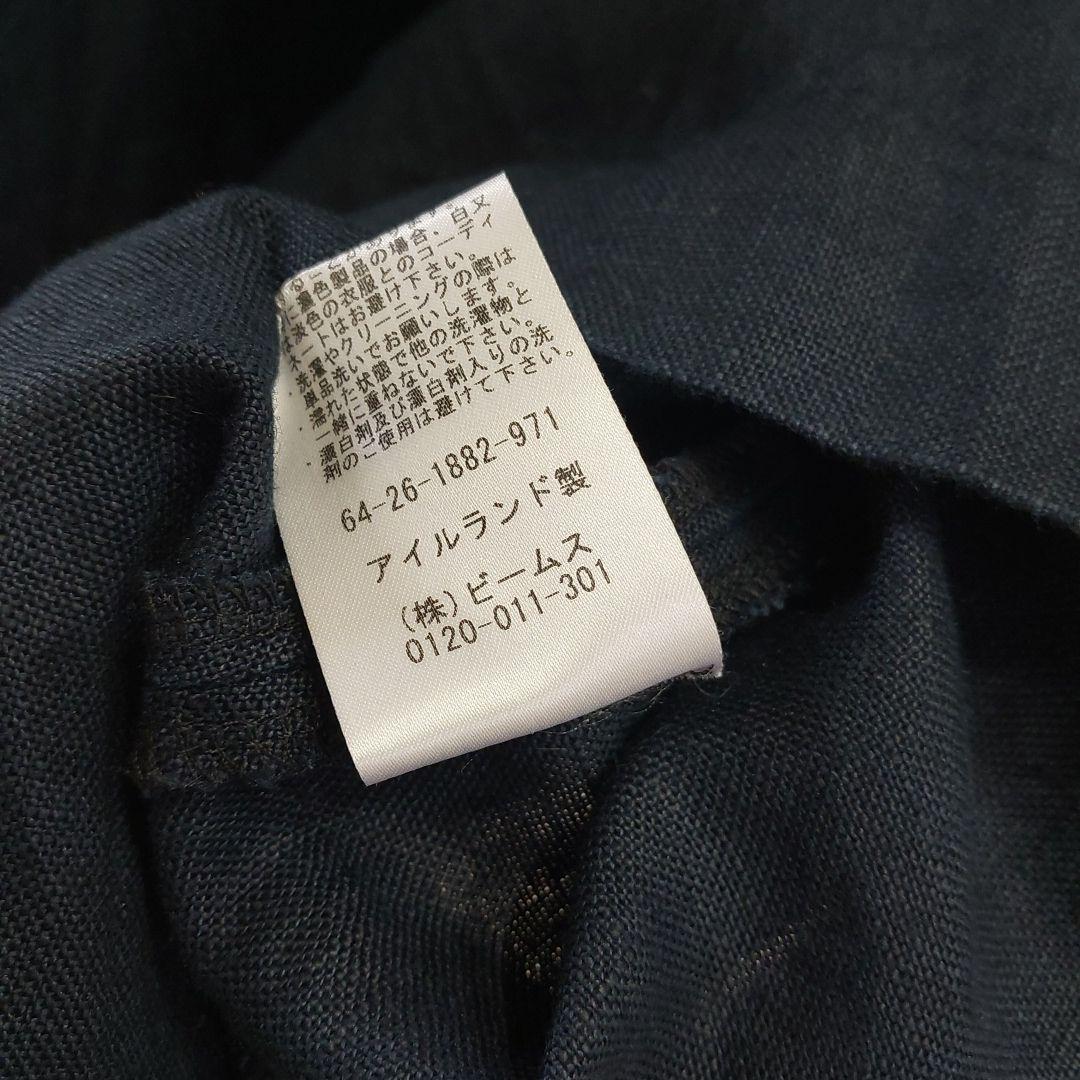 に濃色製品の場合、白又
は淡色の衣服とのコーディ
ネートはお避け下さい。
・洗濯やクリーニングの際は
単品洗いでお願いします。
・濡れた状態で他の洗濯物と
一緒に重ねないで下さい。
・漂白剤及び漂白剤入りの洗
剤のご使用は避けて下さい。
64-26-1882-971
アイルランド製
(株)ビームス
0120-011-301